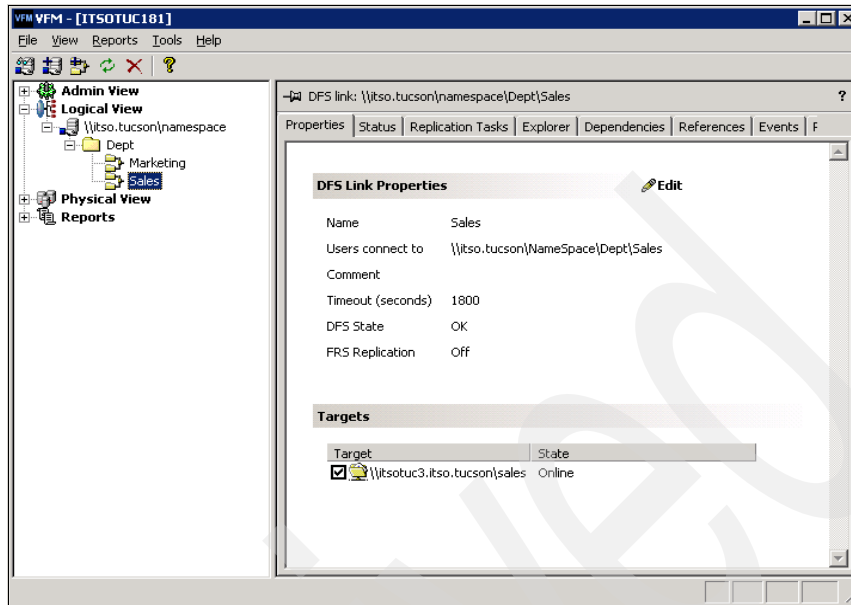 VFM VFM - [ITSOTUC181]
File View Reports Tools Help
Admin View
Logical View
\\itso.tucson\namespace
Dept
Marketing
Sales
Physical View
Reports
DFS link: \\itso.tucson\namespace\Dept\Sales ?
Properties Status Replication Tasks Explorer Dependencies References Events
DFS Link Properties Edit
Name Sales
Users connect to \\itso.tucson\NameSpace\Dept\Sales
Comment
Timeout (seconds) 1800
DFS State OK
FRS Replication Off
Targets
Target State
\\itsotuc3.itso.tucson\sales Online